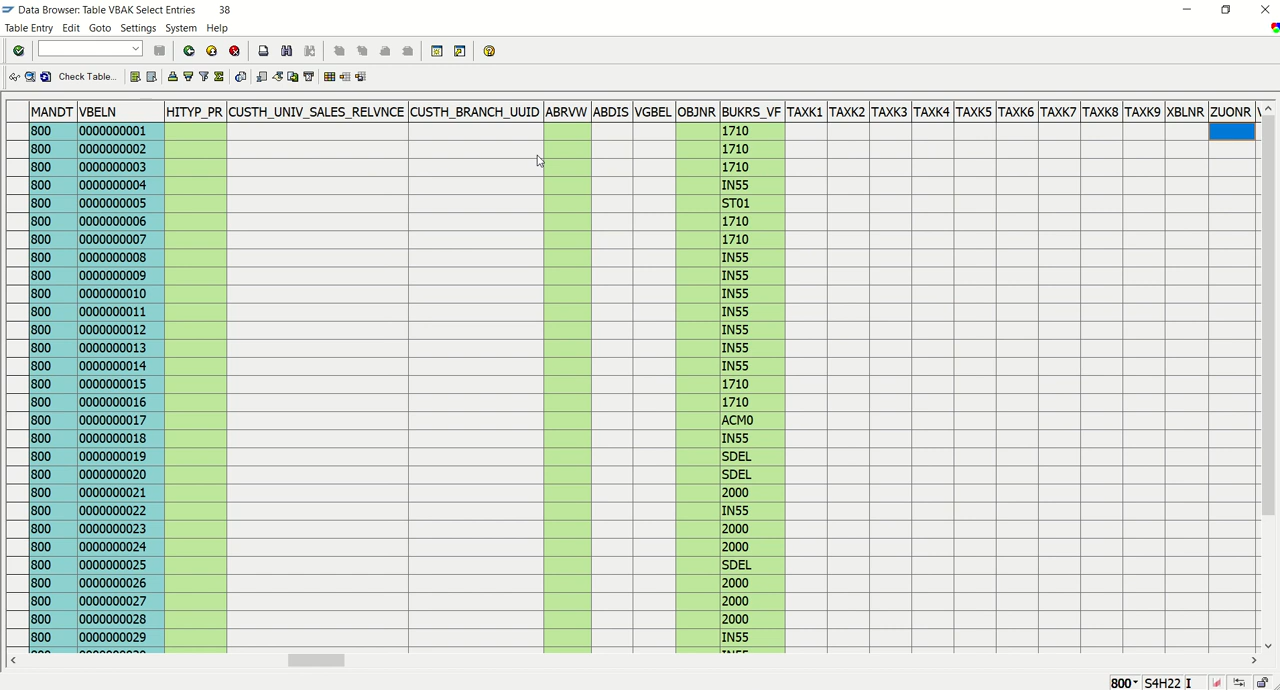 Data Browser: Table VBAK Select Entries 38
Table Entry Edit Goto Settings System Help
Check Table...
MANDT VBELN HITYP_PR CUSTH_UNIV_SALES_RELVNCE CUSTH_BRANCH_UUID ABRVW ABDIS VGBEL OBJNR BUKRS_VF TAXK1 TAXK2 TAXK3 TAXK4 TAXK5 TAXK6 TAXK7 TAXK8 TAXK9 XBLNR ZUONR
800 0000000001 1710
800 0000000002 1710
800 0000000003 1710
800 0000000004 IN55
800 0000000005 ST01
800 0000000006 1710
800 0000000007 1710
800 0000000008 IN55
800 0000000009 IN55
800 0000000010 IN55
800 0000000011 IN55
800 0000000012 IN55
800 0000000013 IN55
800 0000000014 IN55
800 0000000015 1710
800 0000000016 1710
800 0000000017 ACM0
800 0000000018 IN55
800 0000000019 SDEL
800 0000000020 SDEL
800 0000000021 2000
800 0000000022 IN55
800 0000000023 2000
800 0000000024 2000
800 0000000025 SDEL
800 0000000026 2000
800 0000000027 2000
800 0000000028 2000
800 0000000029 IN55
800 S4H22 I